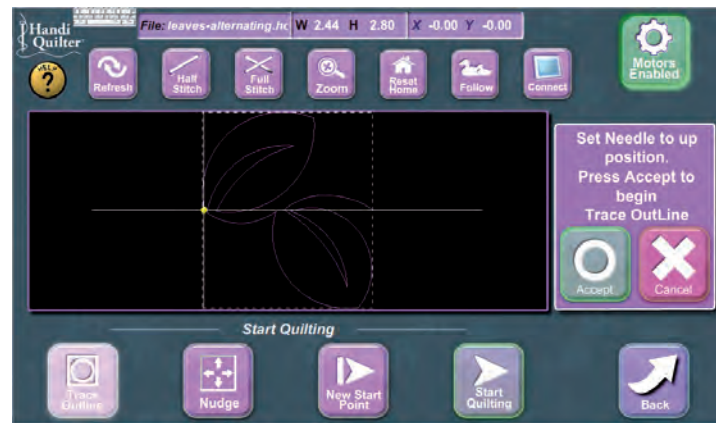 Handi
Quilter
File: leaves-alternating.hc W 2.44 H 2.80 X -0.00 Y -0.00
HELP
?
Refresh
Half
Stitch
Full
Stitch
Zoom
Reset
Home
Follow
Connect
Motors
Enabled
Set Needle to up
position.
Press Accept to
begin
Trace OutLine
Accept
Cancel
Start Quilting
Trace
Outline
Nudge
New Start
Point
Start
Quilting
Back